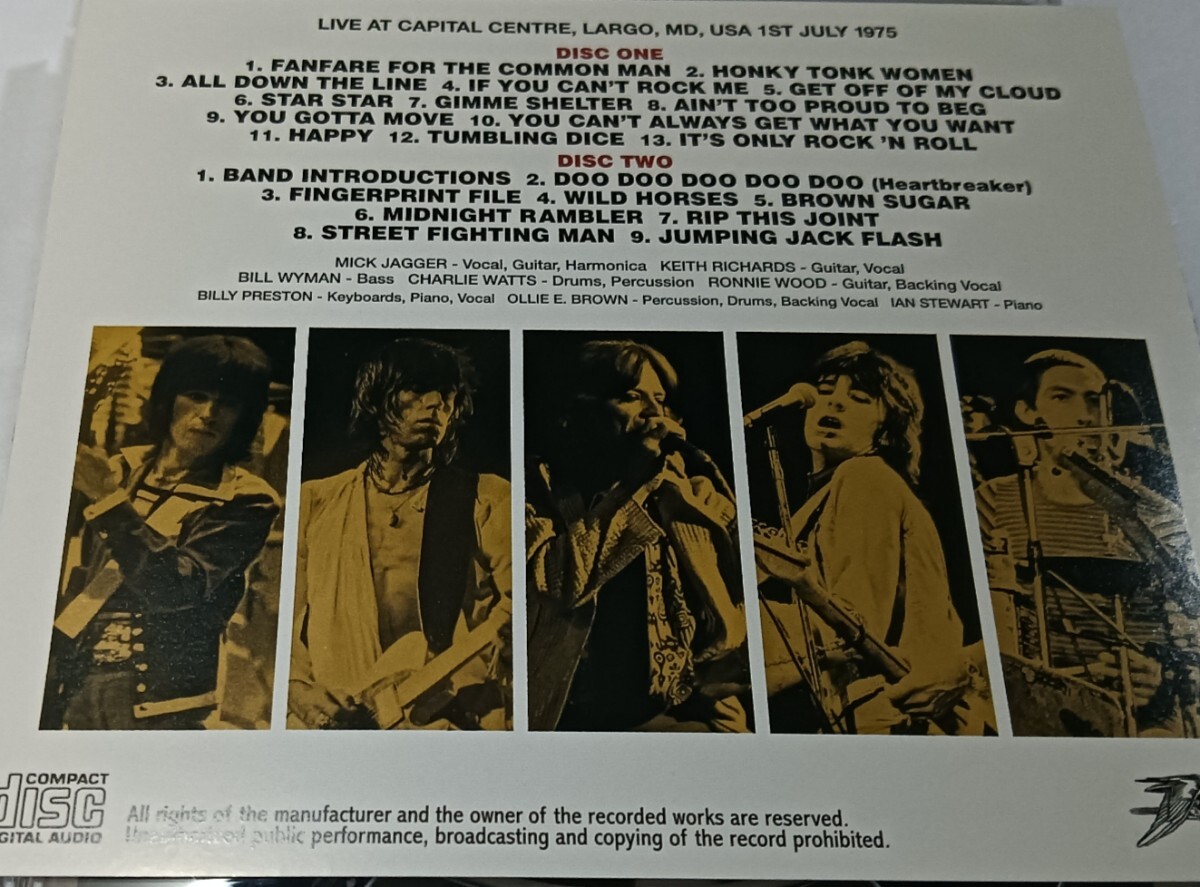 LIVE AT CAPITAL CENTRE, LARGO, MD, USA 1ST JULY 1975
DISC ONE
1. FANFARE FOR THE COMMON MAN 2. HONKY TONK WOMEN
3. ALL DOWN THE LINE 4. IF YOU CAN'T ROCK ME 5. GET OFF OF MY CLOUD
6. STAR STAR 7. GIMME SHELTER 8. AIN'T TOO PROUD TO BEG
9. YOU GOTTA MOVE 10. YOU CAN'T ALWAYS GET WHAT YOU WANT
11. HAPPY 12. TUMBLING DICE 13. IT'S ONLY ROCK 'N ROLL
DISC TWO
1. BAND INTRODUCTIONS 2. DOO DOO DOO DOO DOO (Heartbreaker)
3. FINGERPRINT FILE 4. WILD HORSES 5. BROWN SUGAR
6. MIDNIGHT RAMBLER 7. RIP THIS JOINT
8. STREET FIGHTING MAN 9. JUMPING JACK FLASH
MICK JAGGER - Vocal, Guitar, Harmonica KEITH RICHARDS - Guitar, Vocal
BILL WYMAN - Bass CHARLIE WATTS - Drums, Percussion RONNIE WOOD - Guitar, Backing Vocal
BILLY PRESTON - Keyboards, Piano, Vocal OLLIE E. BROWN - Percussion, Drums, Backing Vocal IAN STEWART - Piano
COMPACT
disc
DIGITAL AUDIO
All rights of the manufacturer and the owner of the recorded works are reserved.
Unauthorised public performance, broadcasting and copying of the record prohibited.